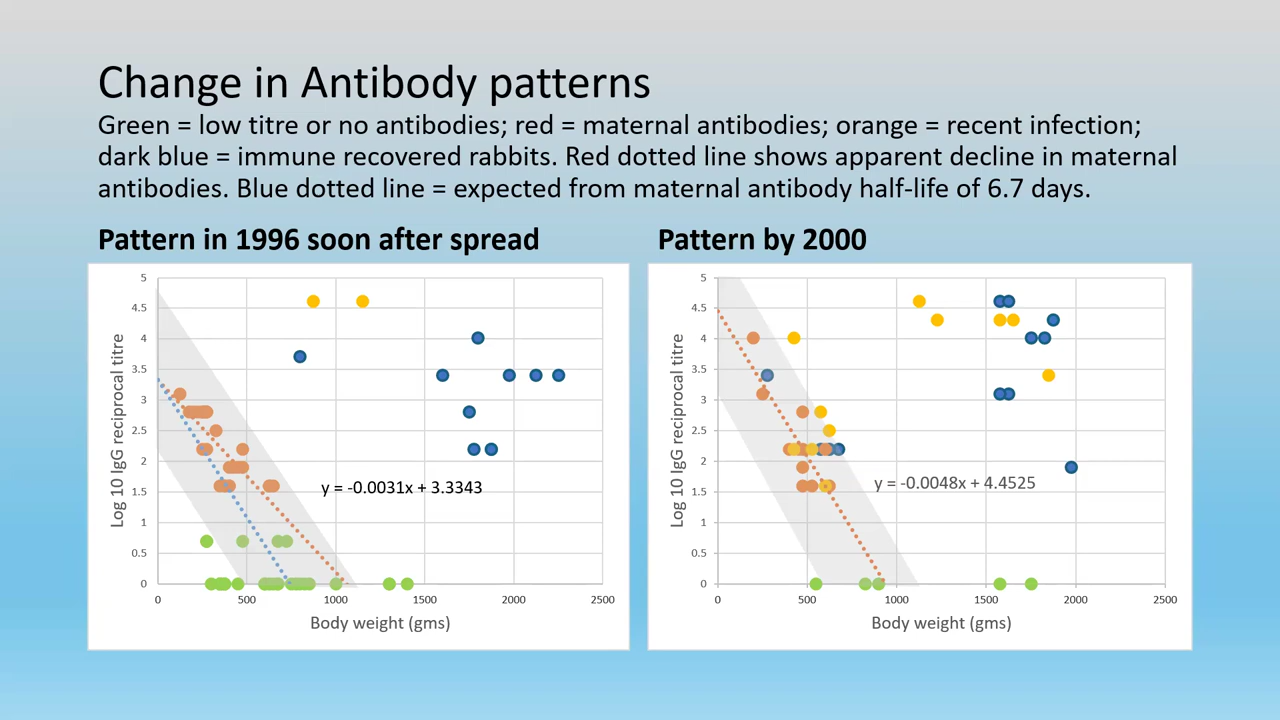 Change in Antibody patterns
Green = low titre or no antibodies; red = maternal antibodies; orange = recent infection;
dark blue = immune recovered rabbits. Red dotted line shows apparent decline in maternal
antibodies. Blue dotted line = expected from maternal antibody half-life of 6.7 days.
Pattern in 1996 soon after spread
Log 10 IgG reciprocal titre
5
4.5
4
3.5
3
2.5
2
1.5
1
0.5
0
y = -0.0031x + 3.3343
0 500 1000 1500 2000 2500
Body weight (gms)
Pattern by 2000
Log 10 IgG reciprocal titre
5
4.5
4
3.5
3
2.5
2
1.5
1
0.5
0
y = -0.0048x + 4.4525
0 500 1000 1500 2000 2500
Body weight (gms)